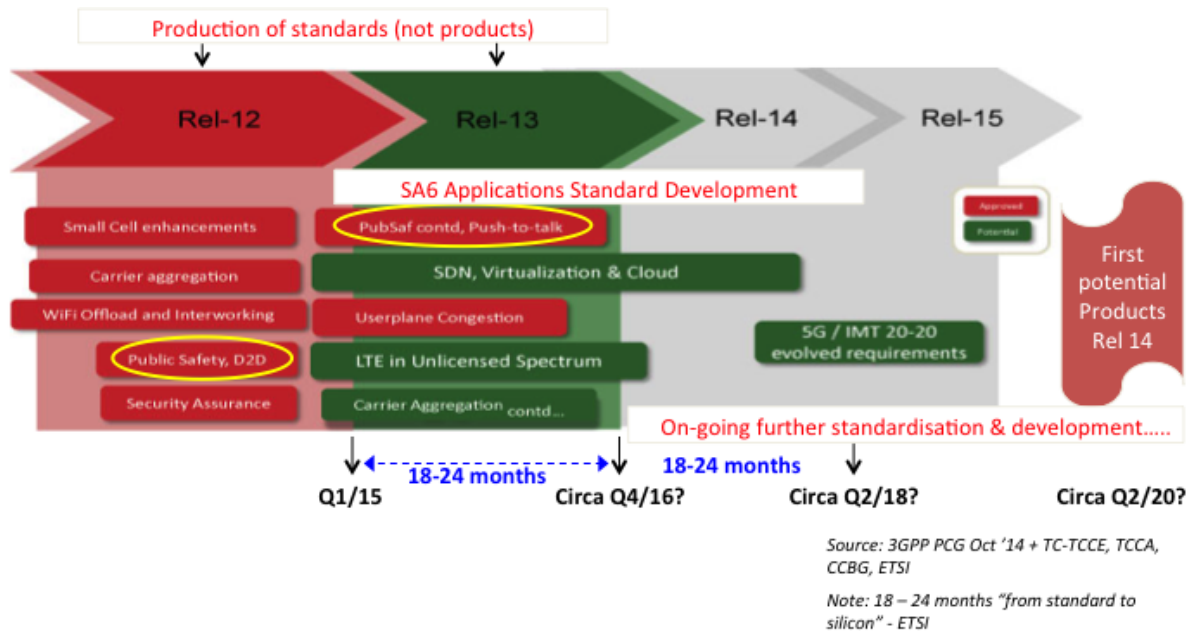 Production of standards (not products)
Rel-12
Rel-13
Rel-14
Rel-15
SA6 Applications Standard Development
Approved
Potential
Small Cell enhancements
PubSaf contd, Push-to-talk
Carrier aggregation
SDN, Virtualization & Cloud
WiFi Offload and Interworking
Userplane Congestion
Public Safety, D2D
LTE in Unlicensed Spectrum
5G / IMT 20-20
evolved requirements
Security Assurance
Carrier Aggregation contd...
First
potential
Products
Rel 14
On-going further standardisation & development.....
18-24 months
18-24 months
Q1/15
Circa Q4/16?
Circa Q2/18?
Circa Q2/20?
Source: 3GPP PCG Oct '14 + TC-TCCE, TCCA,
CCBG, ETSI
Note: 18 – 24 months "from standard to
silicon" - ETSI